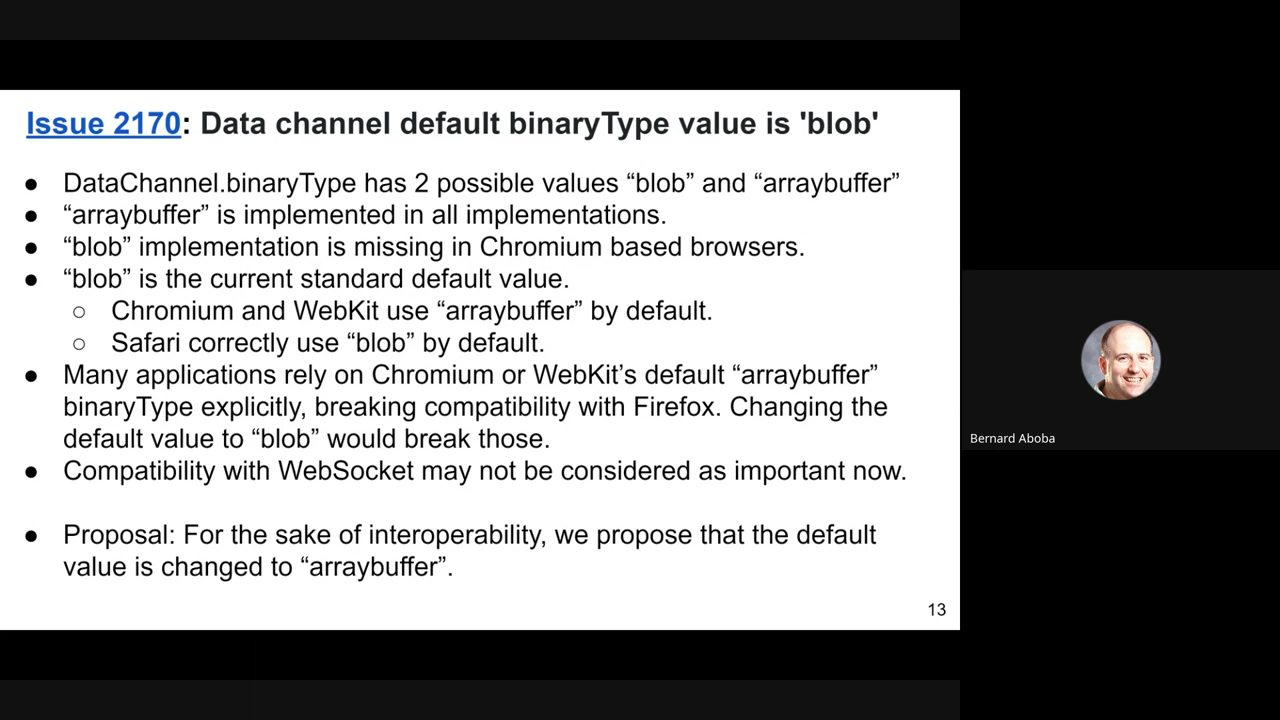 Issue 2170: Data channel default binaryType value is 'blob'
● DataChannel.binaryType has 2 possible values “blob” and “arraybuffer”
● “arraybuffer” is implemented in all implementations.
● “blob” implementation is missing in Chromium based browsers.
● “blob” is the current standard default value.
○ Chromium and WebKit use “arraybuffer” by default.
○ Safari correctly use “blob” by default.
● Many applications rely on Chromium or WebKit’s default “arraybuffer”
binaryType explicitly, breaking compatibility with Firefox. Changing the
default value to “blob” would break those.
● Compatibility with WebSocket may not be considered as important now.
● Proposal: For the sake of interoperability, we propose that the default
value is changed to “arraybuffer”.
13
Bernard Aboba